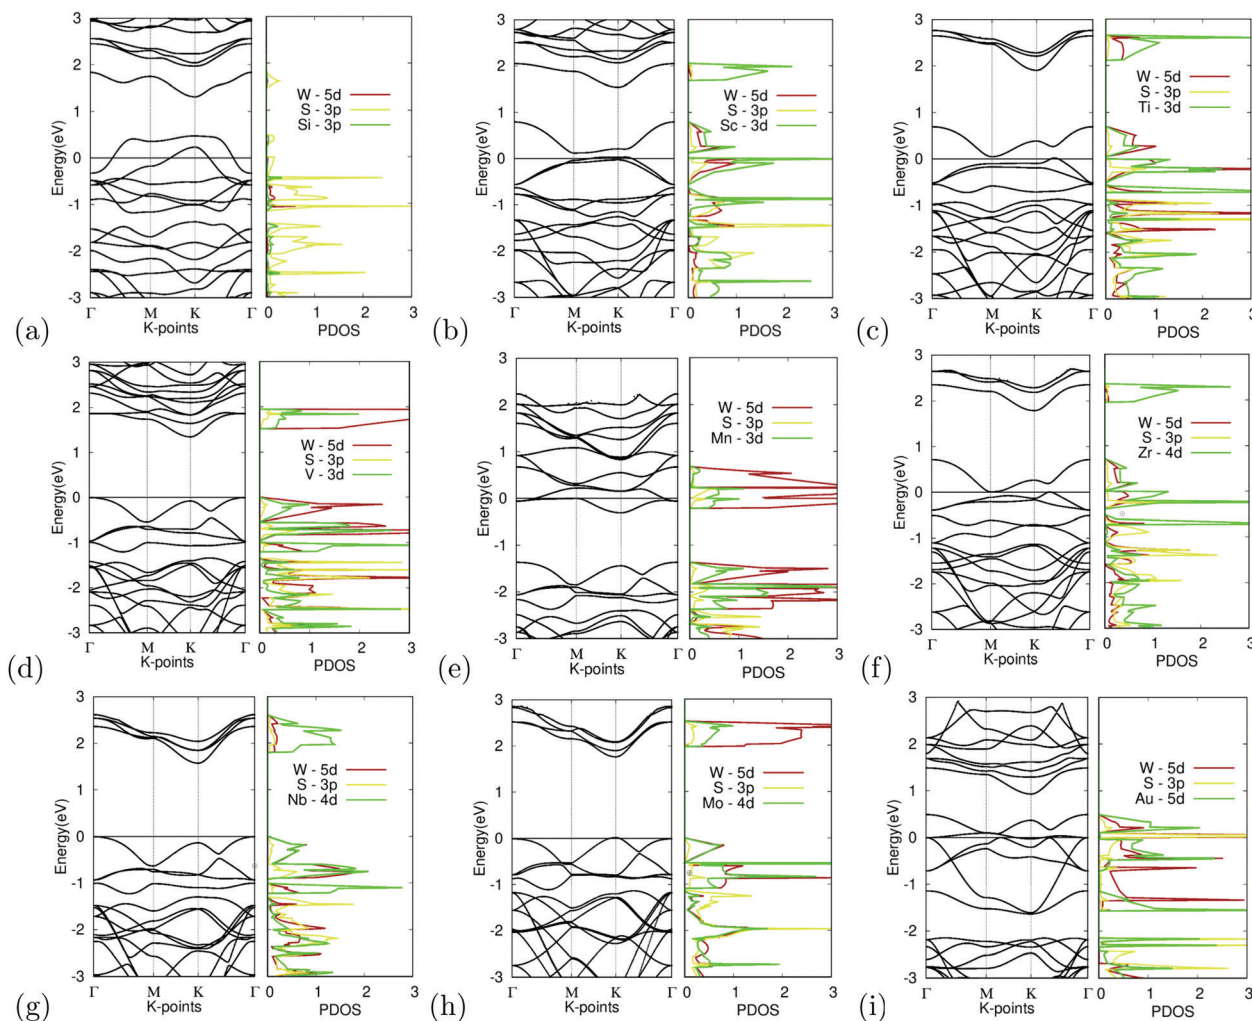 3
2
1
0
-1
-2
-3
Energy(eV)
W - 5d
S - 3p
Si - 3p
Γ M K Γ
0 1 2 3
K-points PDOS
(a)
3
2
1
0
-1
-2
-3
Energy(eV)
W - 5d
S - 3p
Sc - 3d
Γ M K Γ
0 1 2 3
K-points PDOS
(b)
3
2
1
0
-1
-2
-3
Energy(eV)
W - 5d
S - 3p
Ti - 3d
Γ M K Γ
0 1 2 3
K-points PDOS
(c)
3
2
1
0
-1
-2
-3
Energy(eV)
W - 5d
S - 3p
V - 3d
Γ M K Γ
0 1 2 3
K-points PDOS
(d)
3
2
1
0
-1
-2
-3
Energy(eV)
W - 5d
S - 3p
Mn - 3d
Γ M K Γ
0 1 2 3
K-points PDOS
(e)
3
2
1
0
-1
-2
-3
Energy(eV)
W - 5d
S - 3p
Zr - 4d
Γ M K Γ
0 1 2 3
K-points PDOS
(f)
3
2
1
0
-1
-2
-3
Energy(eV)
W - 5d
S - 3p
Nb - 4d
Γ M K Γ
0 1 2 3
K-points PDOS
(g)
3
2
1
0
-1
-2
-3
Energy(eV)
W - 5d
S - 3p
Mo - 4d
Γ M K Γ
0 1 2 3
K-points PDOS
(h)
3
2
1
0
-1
-2
-3
Energy(eV)
W - 5d
S - 3p
Au - 5d
Γ M K Γ
0 1 2 3
K-points PDOS
(i)